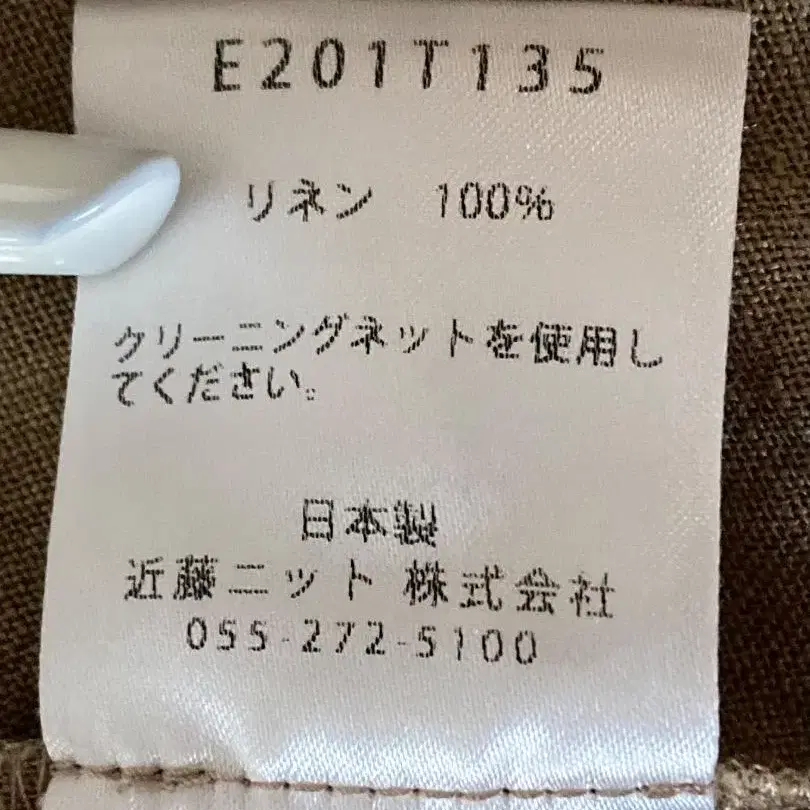 E201T135
リネン 100%
クリーニングネットを使用し
てください。
日本製
近藤ニット 株式会社
055-272-5100